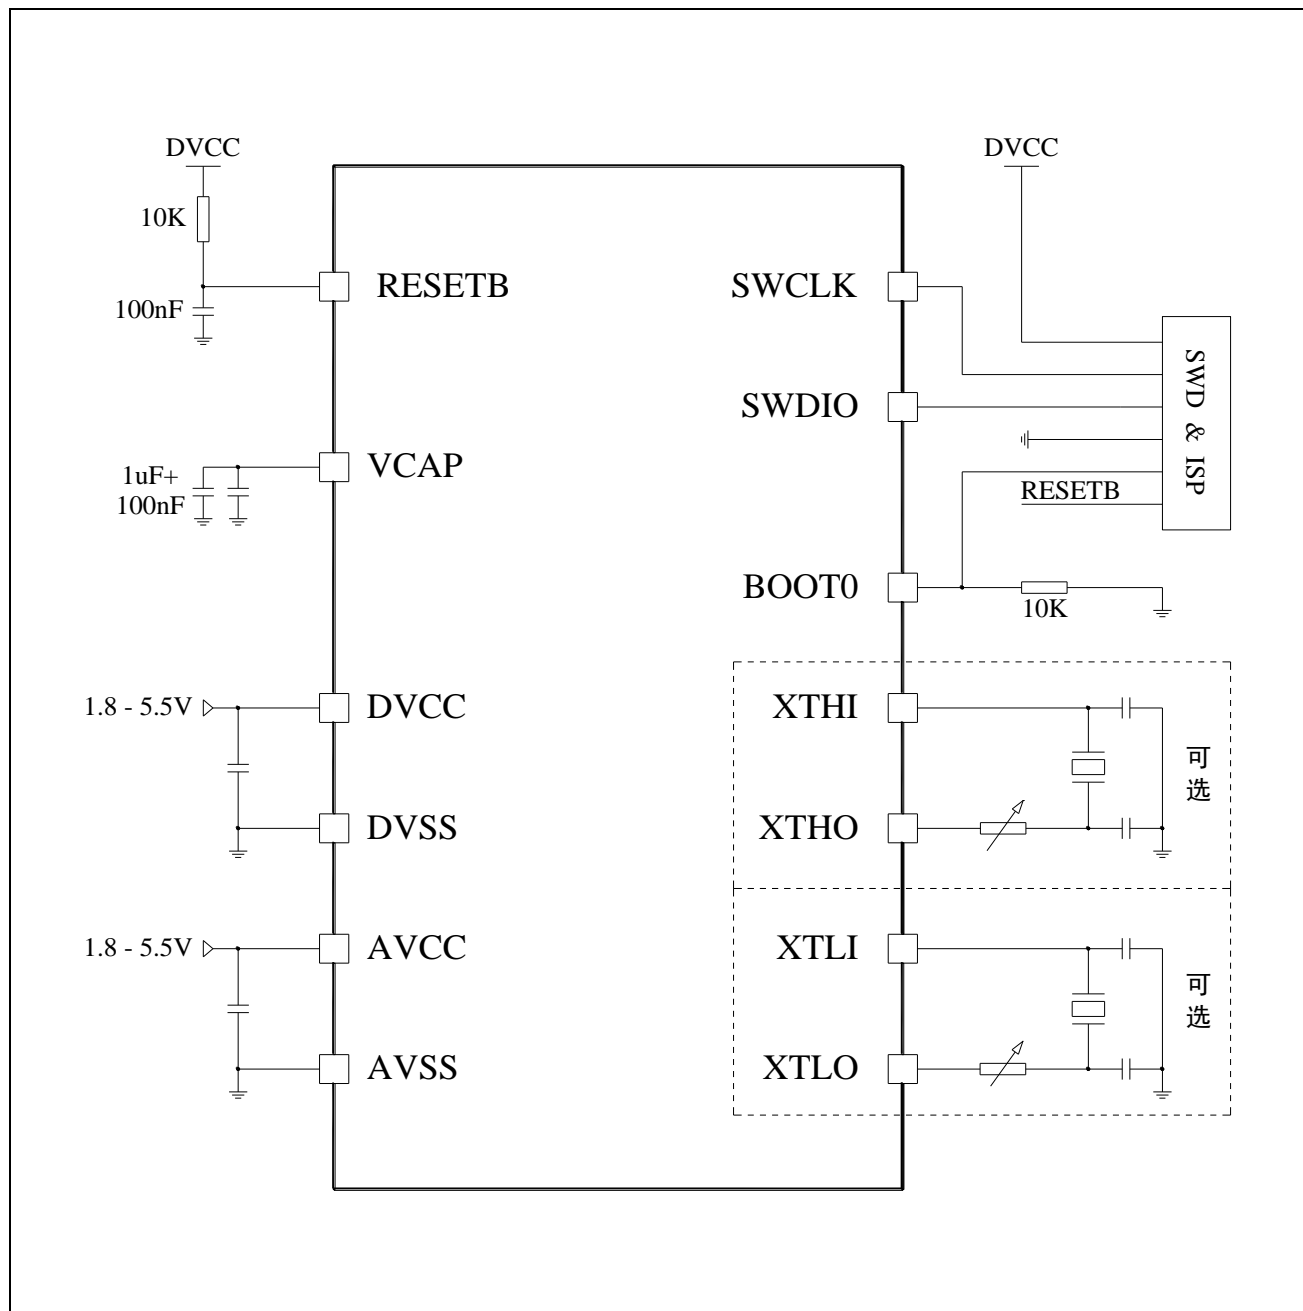 DVCC
10K
RESETB
100nF
VCAP
1uF+
100nF
1.8 - 5.5V
DVCC
DVSS
1.8 - 5.5V
AVCC
AVSS
DVCC
SWCLK
SWDIO
SWD & ISP
RESETB
BOOT0
10K
XTHI
XTHO
可
选
XTLI
XTLO
可
选